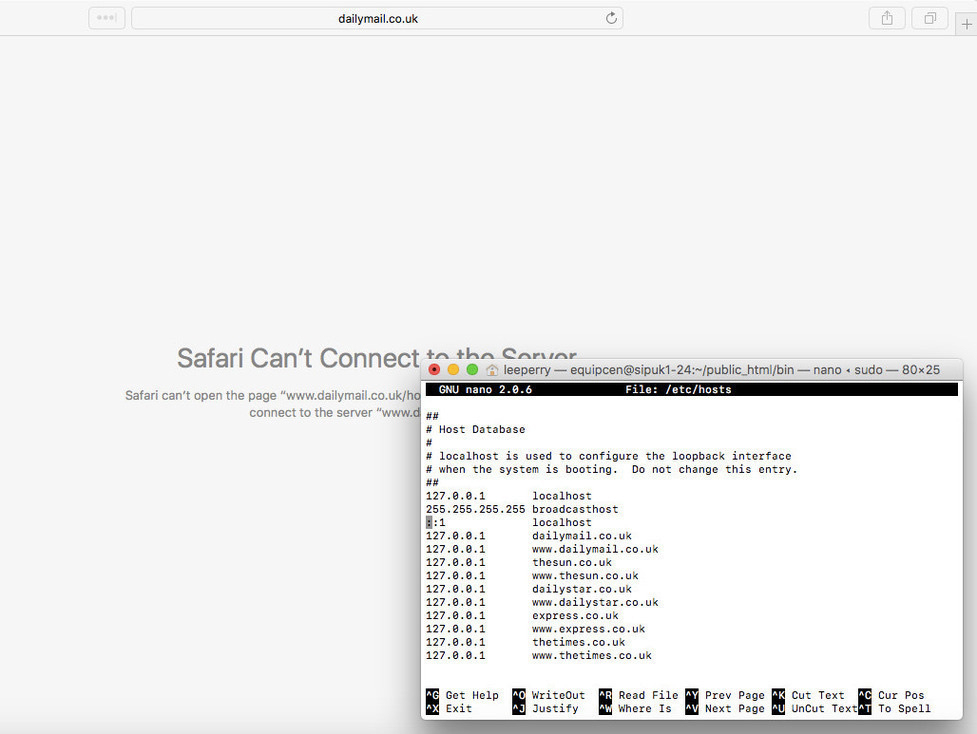 dailymail.co.uk
Safari Can't Connect to the Server
Safari can't open the page “www.dailymail.co.uk/ho
connect to the server “www.d
leeperry — equipcen@sipuk1-24:~/public_html/bin — nano ◂ sudo — 80×25
GNU nano 2.0.6 File: /etc/hosts
##
# Host Database
#
# localhost is used to configure the loopback interface
# when the system is booting. Do not change this entry.
##
127.0.0.1 localhost
255.255.255.255 broadcasthost
::1 localhost
127.0.0.1 dailymail.co.uk
127.0.0.1 www.dailymail.co.uk
127.0.0.1 thesun.co.uk
127.0.0.1 www.thesun.co.uk
127.0.0.1 dailystar.co.uk
127.0.0.1 www.dailystar.co.uk
127.0.0.1 express.co.uk
127.0.0.1 www.express.co.uk
127.0.0.1 thetimes.co.uk
127.0.0.1 www.thetimes.co.uk
^G Get Help ^O WriteOut ^R Read File ^Y Prev Page ^K Cut Text ^C Cur Pos
^X Exit ^J Justify ^W Where Is ^V Next Page ^U UnCut Text ^T To Spell